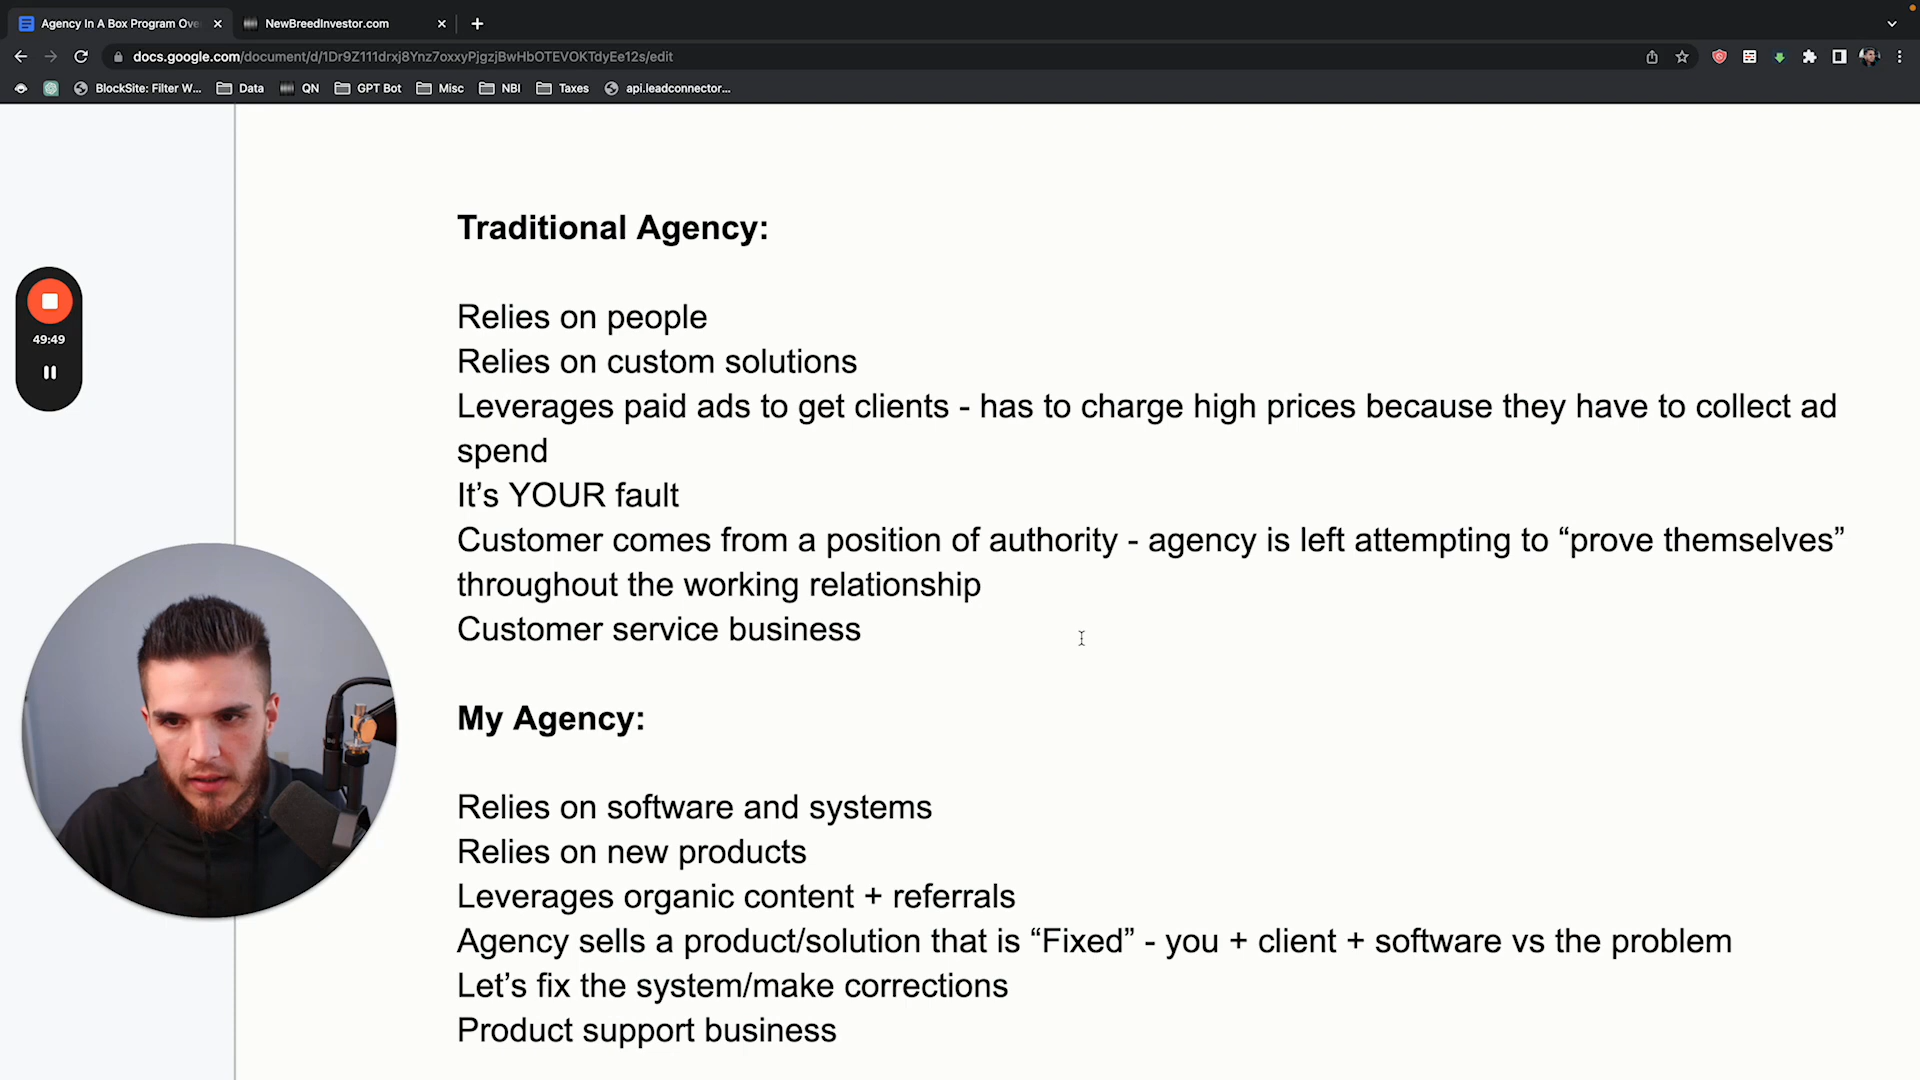 Agency In A Box Program Ove
NewBreedInvestor.com
docs.google.com/document/d/1Dr9Z111drxj8Ynz7oxxyPjgzjBwHbOTEVOKTdyEe12s/edit
BlockSite: Filter W...
Data
QN
GPT Bot
Misc
NBI
Taxes
api.leadconnector...
Traditional Agency:
Relies on people
Relies on custom solutions
Leverages paid ads to get clients - has to charge high prices because they have to collect ad
spend
It’s YOUR fault
Customer comes from a position of authority - agency is left attempting to “prove themselves”
throughout the working relationship
Customer service business
49:49
My Agency:
Relies on software and systems
Relies on new products
Leverages organic content + referrals
Agency sells a product/solution that is “Fixed” - you + client + software vs the problem
Let’s fix the system/make corrections
Product support business